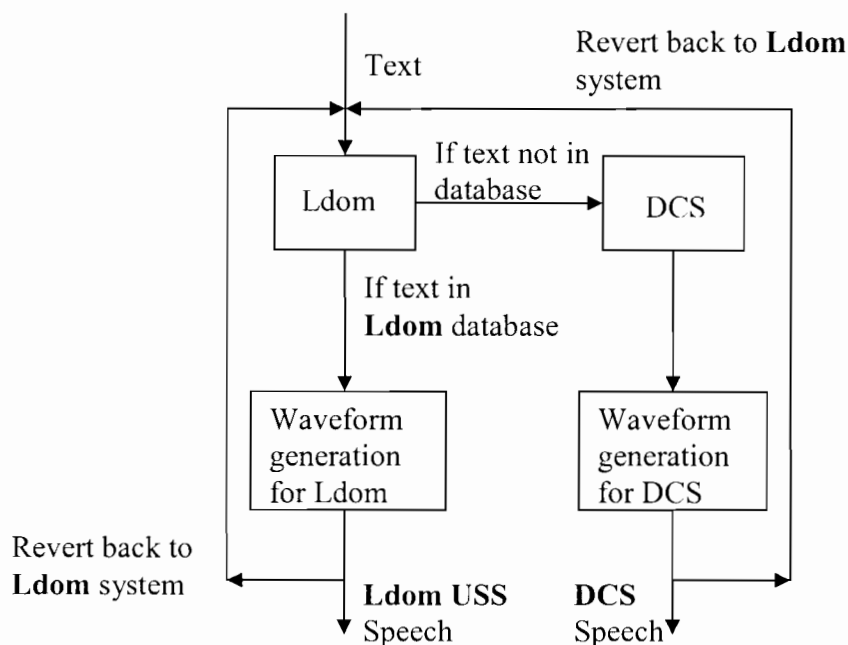 Text
Revert back to Ldom
system
Ldom
If text not in
database
DCS
If text in
Ldom database
Waveform
generation
for Ldom
Waveform
generation
for DCS
Revert back to
Ldom system
Ldom USS
Speech
DCS
Speech